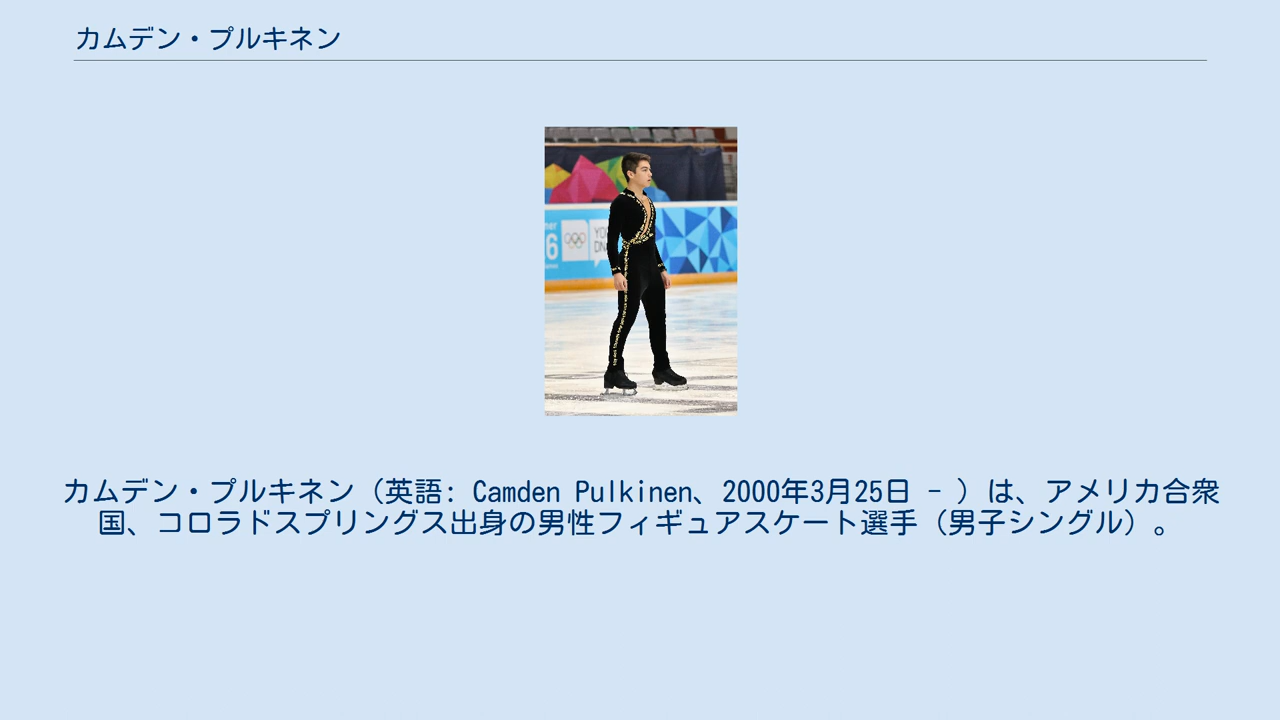 カムデン・プルキネン
6
カムデン・プルキネン（英語: Camden Pulkinen、2000年3月25日 - ）は、アメリカ合衆
国、コロラドスプリングス出身の男性フィギュアスケート選手（男子シングル）。